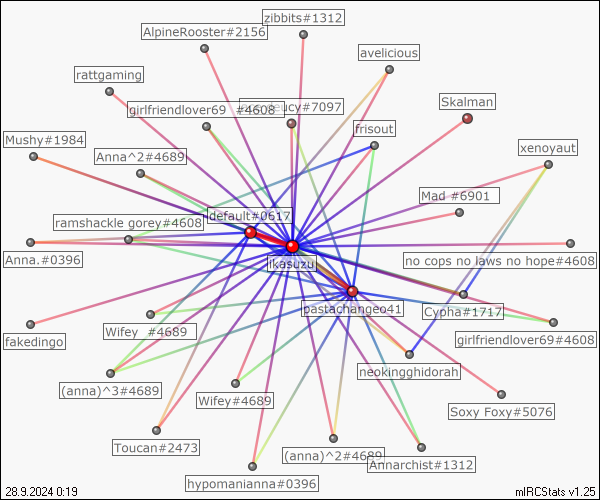 zibbits#1312
AlpineRooster#2156
avelicious
rattgaming
Skalman
girlfriendlover69 #4608
ucy#7097
frisout
Mushy#1984
Anna^2#4689
xenoyaut
Mad #6901
ramshackle gorey#4608
default#0617
Anna.#0396
ikasuzu
no cops no laws no hope#4608
pastachangeo41
Cypha#1717
fakedingo
Wifey #4689
girlfriendlover69#4608
neokingghidorah
(anna)^3#4689
Wifey#4689
Soxy Foxy#5076
Toucan#2473
(anna)^2#4689
Annarchist#1312
hypomanianna#0396
28.9.2024 0:19
mIRCStats v1.25